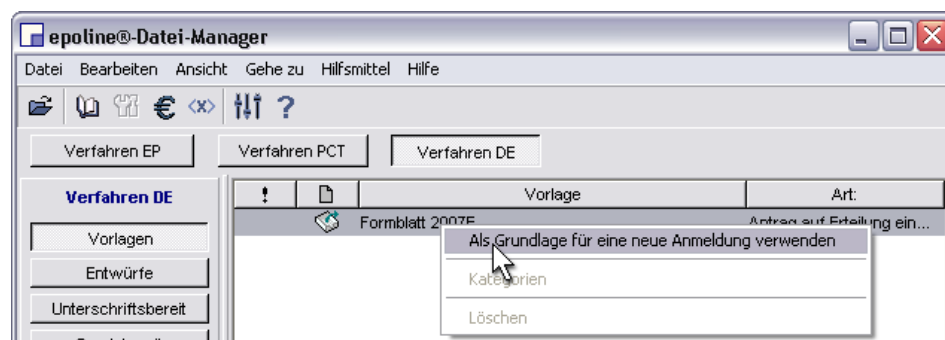 epoline®-Datei-Manager
Datei Bearbeiten Ansicht Gehe zu Hilfsmittel Hilfe
Verfahren EP Verfahren PCT Verfahren DE
Verfahren DE ! Vorlage Art:
Formblatt 2007E Antrag auf Erteilung ein...
Vorlagen Als Grundlage für eine neue Anmeldung verwenden
Entwürfe Kategorien
Unterschriftsbereit Löschen